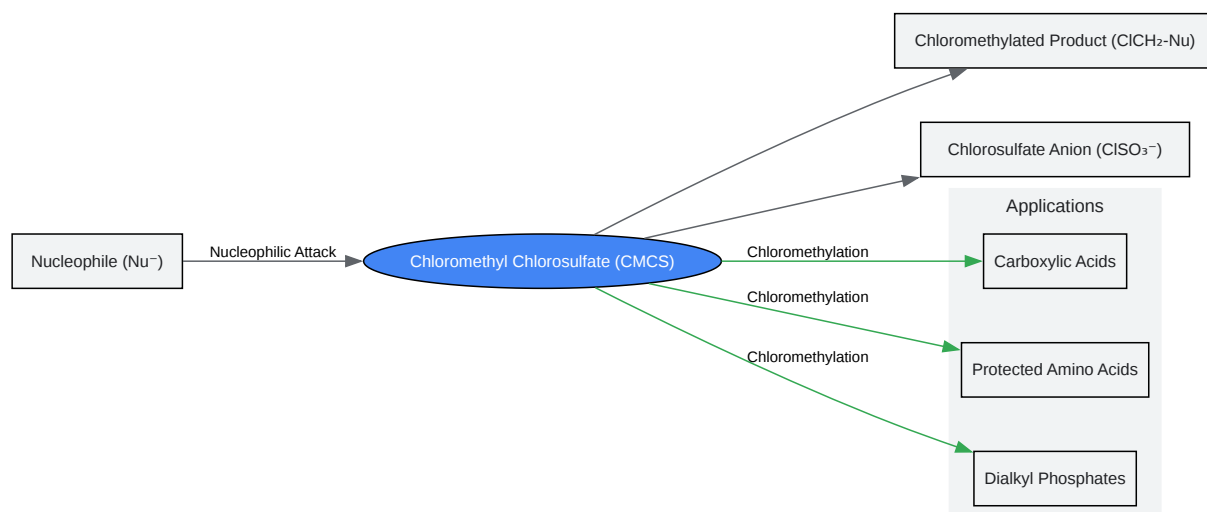 Chloromethylated Product (ClCH₂-Nu)
Chlorosulfate Anion (ClSO₃⁻)
Applications
Nucleophile (Nu⁻)
Nucleophilic Attack
Chloromethyl Chlorosulfate (CMCS)
Chloromethylation
Carboxylic Acids
Chloromethylation
Protected Amino Acids
Chloromethylation
Dialkyl Phosphates